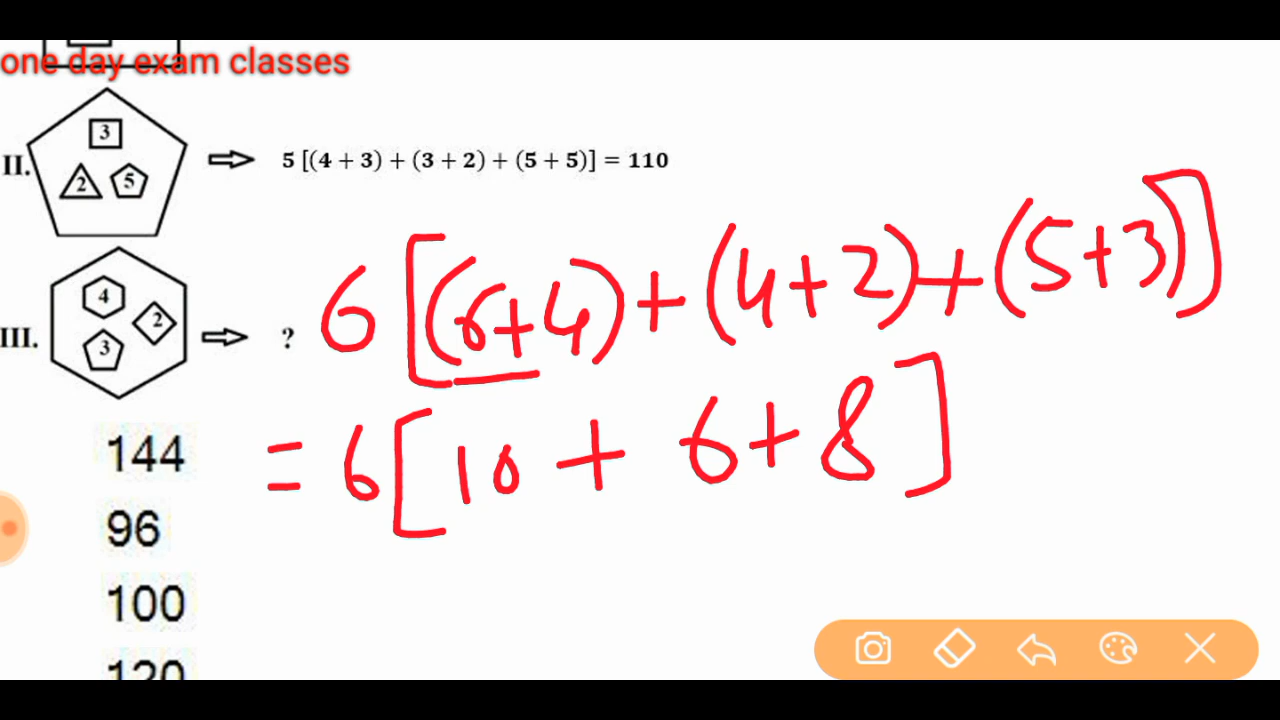 one day exam classes
3
II. 2 5 5 [(4 + 3) + (3 + 2) + (5 + 5)] = 110
4
2
III. 3 ? 6 [(6+4) + (4+2) + (5+3)]
= 6 [10 + 6 + 8]
144
96
100
120